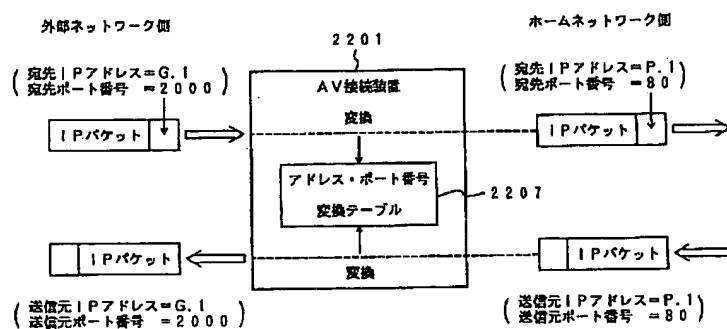 外部ネットワーク側
ホームネットワーク側
2201
宛先IPアドレス=G.1
宛先ポート番号 =2000
宛先IPアドレス=P.1
宛先ポート番号 =80
AV接続装置
変換
IPパケット
IPパケット
アドレス・ポート番号
変換テーブル
2207
IPパケット
IPパケット
変換
送信元IPアドレス=G.1
送信元ポート番号 =2000
送信元IPアドレス=P.1
送信元ポート番号 =80